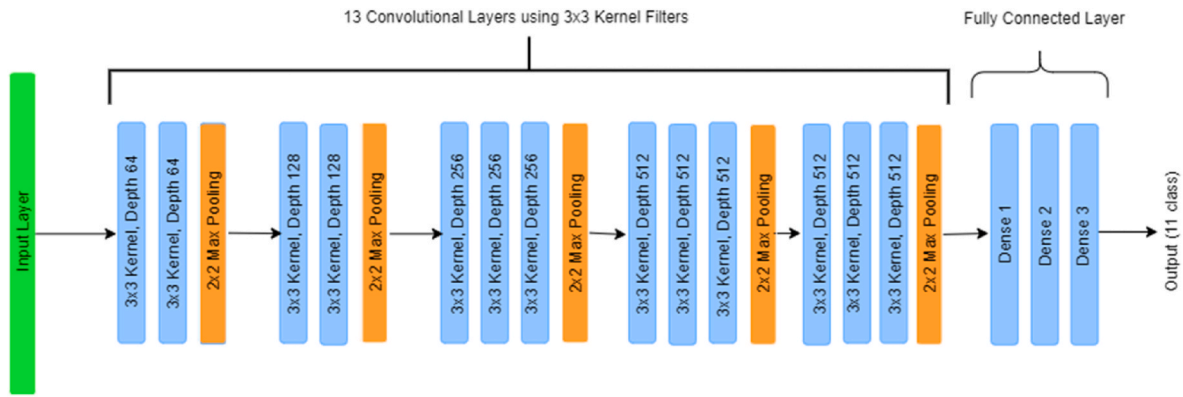 13 Convolutional Layers using 3x3 Kernel Filters
Fully Connected Layer
Input Layer
3x3 Kernel, Depth 64
3x3 Kernel, Depth 64
2x2 Max Pooling
3x3 Kernel, Depth 128
3x3 Kernel, Depth 128
2x2 Max Pooling
3x3 Kernel, Depth 256
3x3 Kernel, Depth 256
3x3 Kernel, Depth 256
2x2 Max Pooling
3x3 Kernel, Depth 512
3x3 Kernel, Depth 512
3x3 Kernel, Depth 512
2x2 Max Pooling
3x3 Kernel, Depth 512
3x3 Kernel, Depth 512
3x3 Kernel, Depth 512
2x2 Max Pooling
Dense 1
Dense 2
Dense 3
Output (11 class)